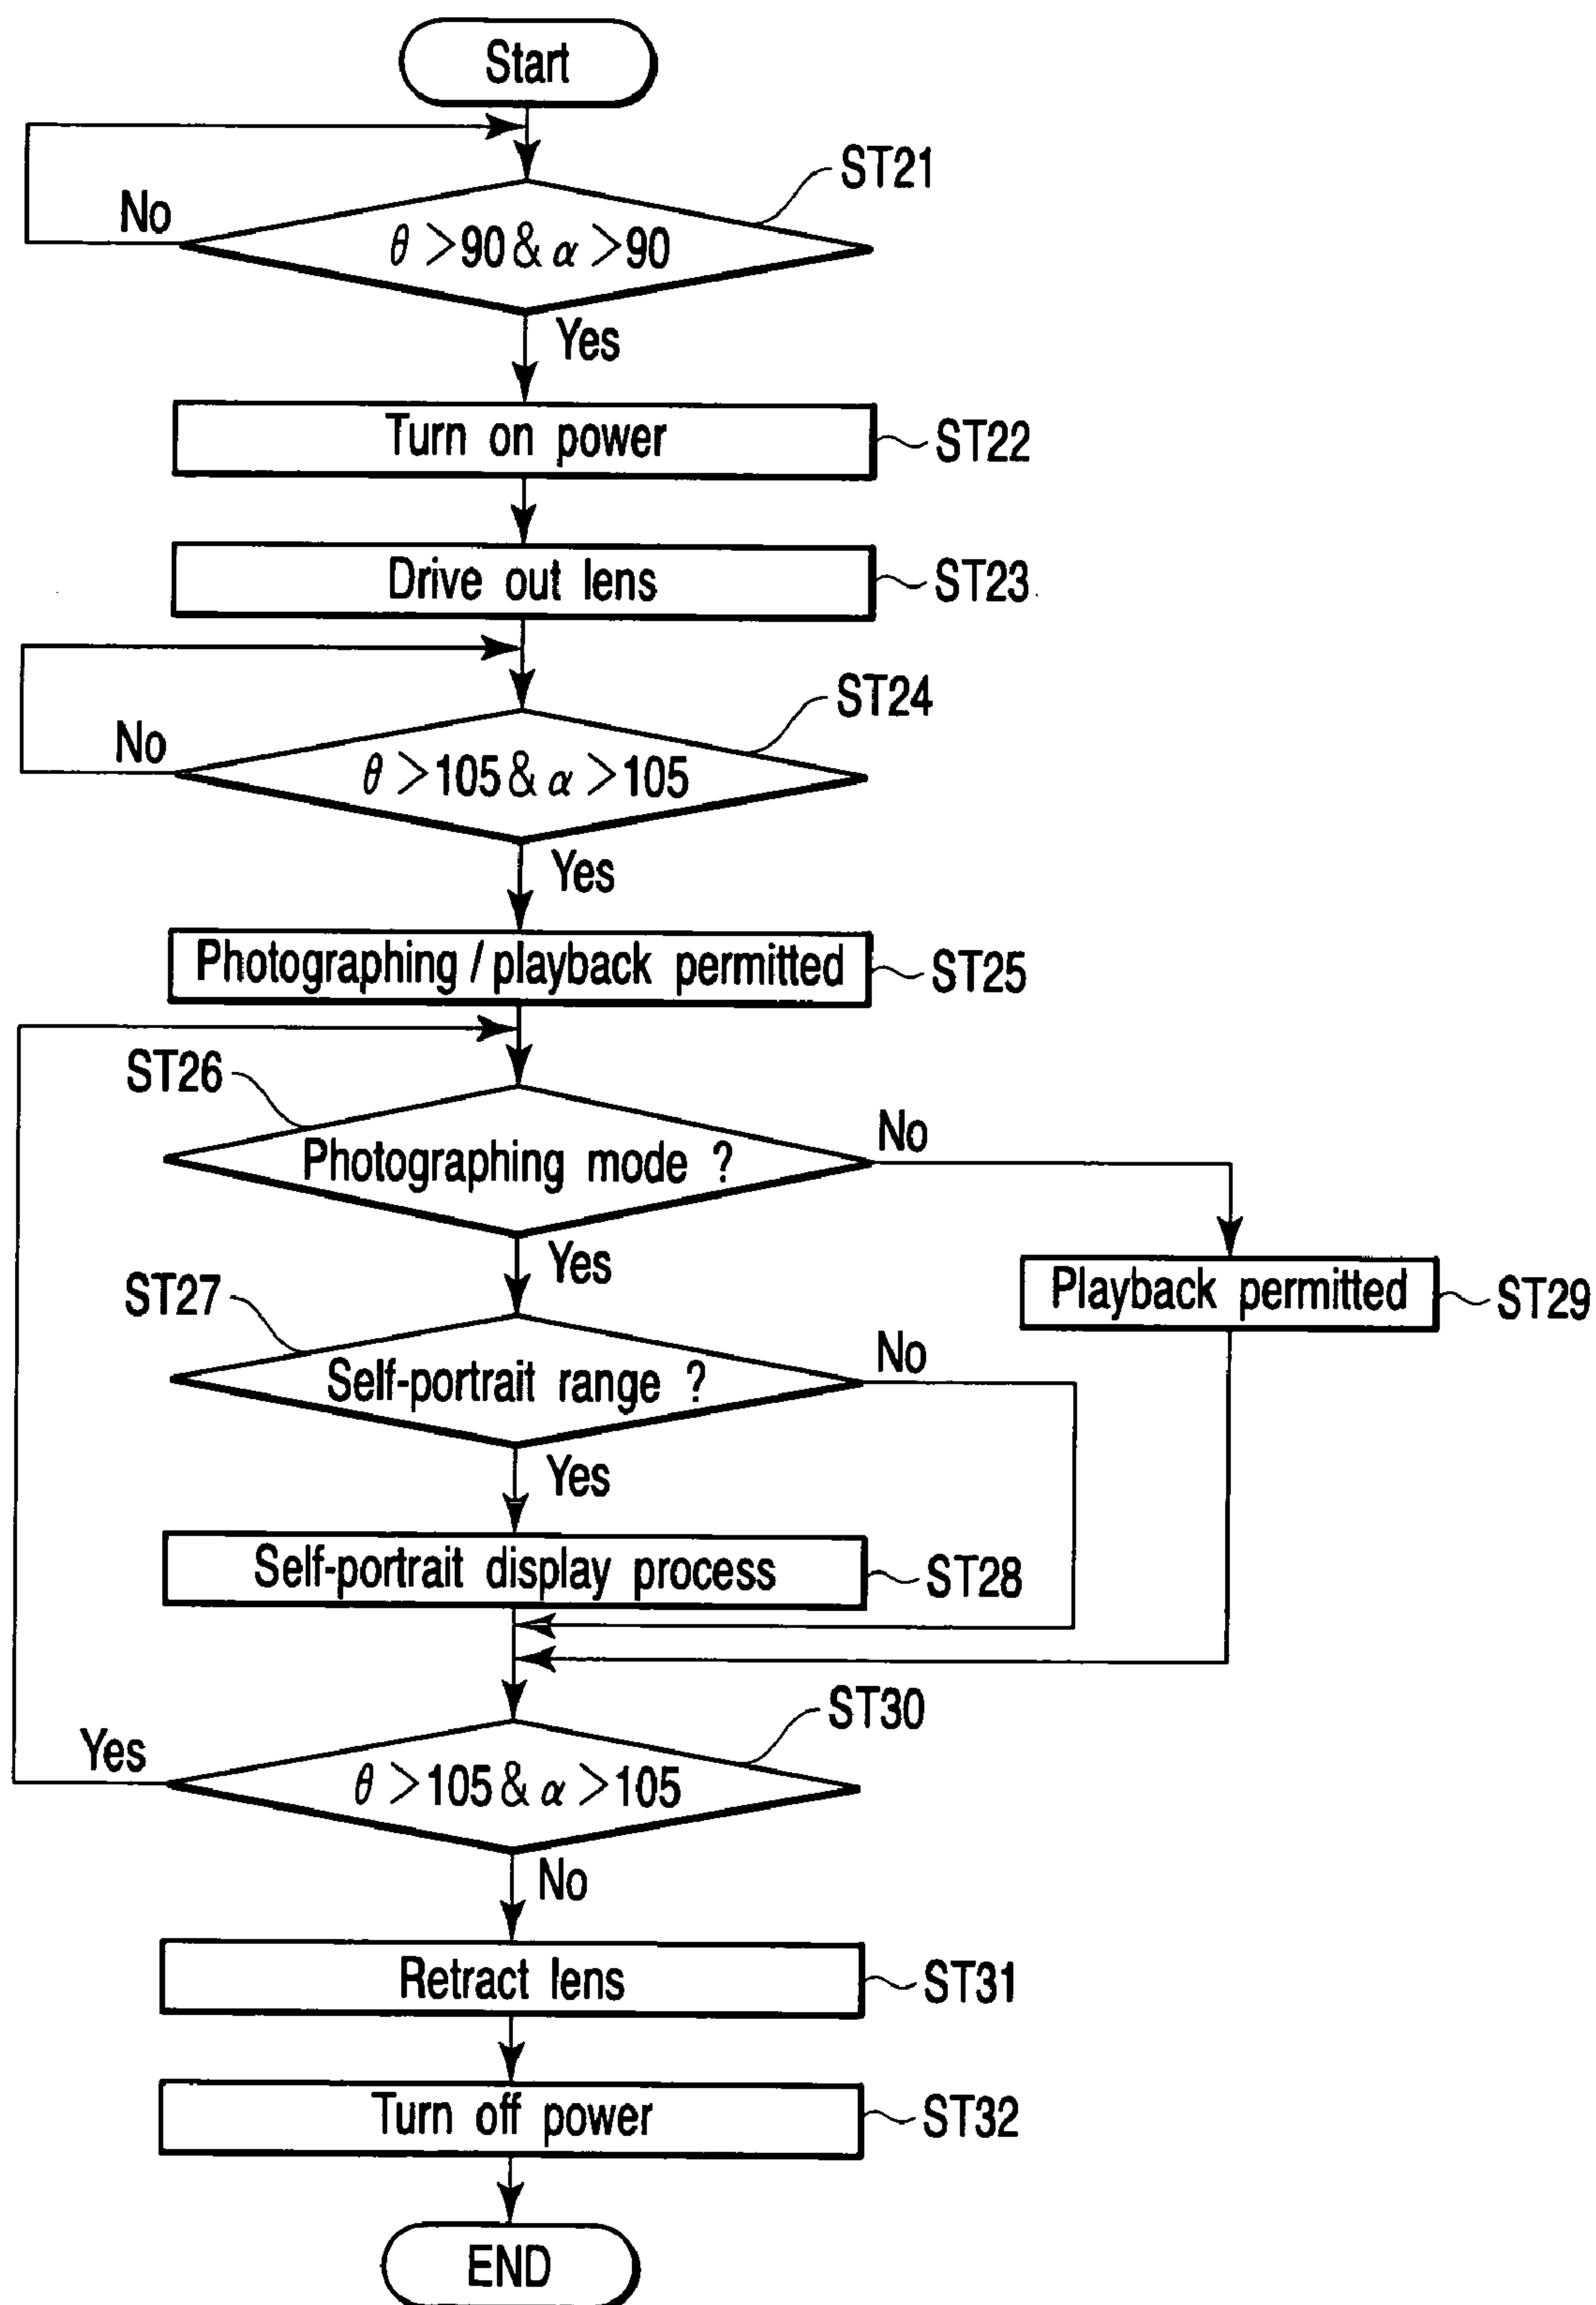 Start
ST21
No
θ >90 & α >90
Yes
Turn on power
ST22
Drive out lens
ST23
ST24
No
θ >105 & α >105
Yes
Photographing / playback permitted
ST25
ST26
No
Photographing mode ?
Yes
Playback permitted
ST29
ST27
No
Self-portrait range ?
Yes
Self-portrait display process
ST28
ST30
Yes
θ >105 & α >105
No
Retract lens
ST31
Turn off power
ST32
END